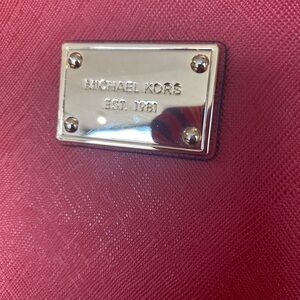 MICHAEL KORS
EST. 1981